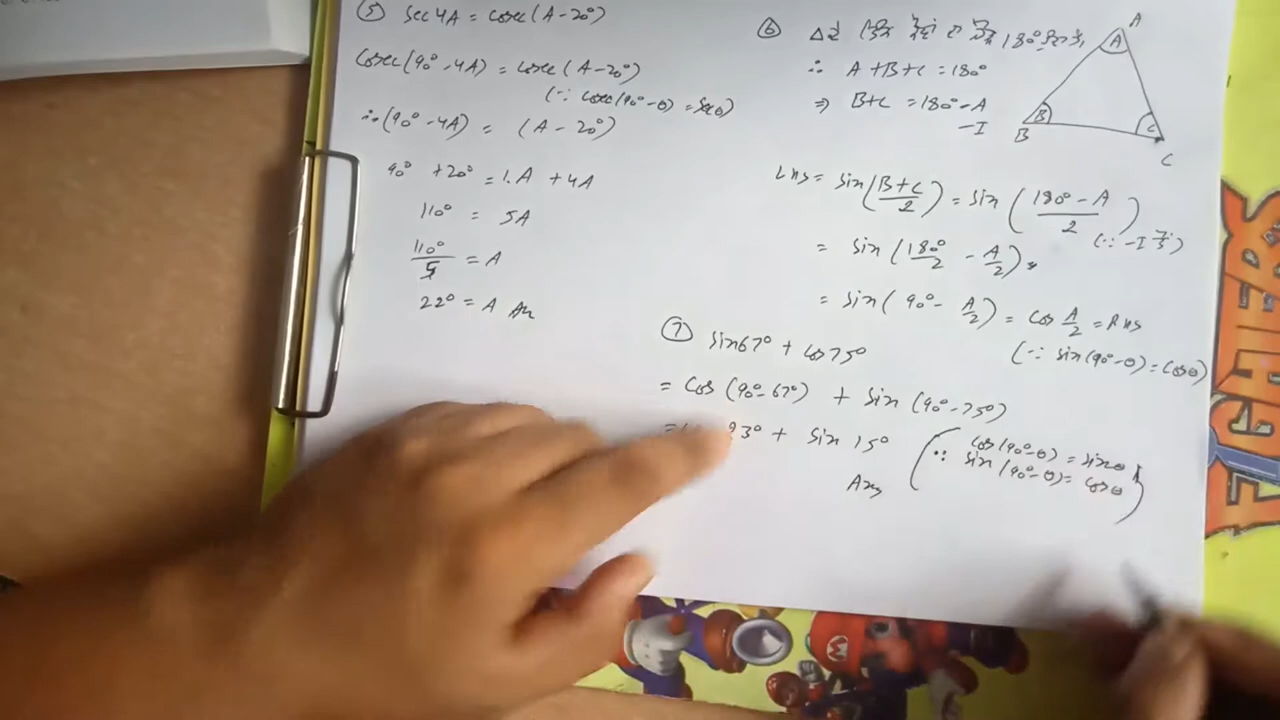 ⑤ Sec4A = cosec(A-20°)
cosec(90°-4A) = cosec(A-20°)
(∵ cosec(90°-θ) = Secθ)
∴ (90°-4A) = (A-20°)
90° +20° = 1.A +4A
110° = 5A
110°/5 = A
22° = A Ans
⑥ Δ के 180°
∴ A+B+C = 180°
⇒ B+C = 180°-A
-I
A
A
B
B
C
C
LHS = sin(B+C/2) = sin(180°-A/2)
(∵ -I से)
= sin(180°/2 - A/2)
= sin(90°- A/2) = cos A/2 = RHS
(∵ sin(90°-θ) = cosθ)
⑦ sin67° + cos75°
= cos(90°-67°) + sin(90°-75°)
= 23° + sin 15°
(∵ cos(90°-θ) = sinθ
sin(90°-θ) = cosθ)
Ans
FIGHTERS
M